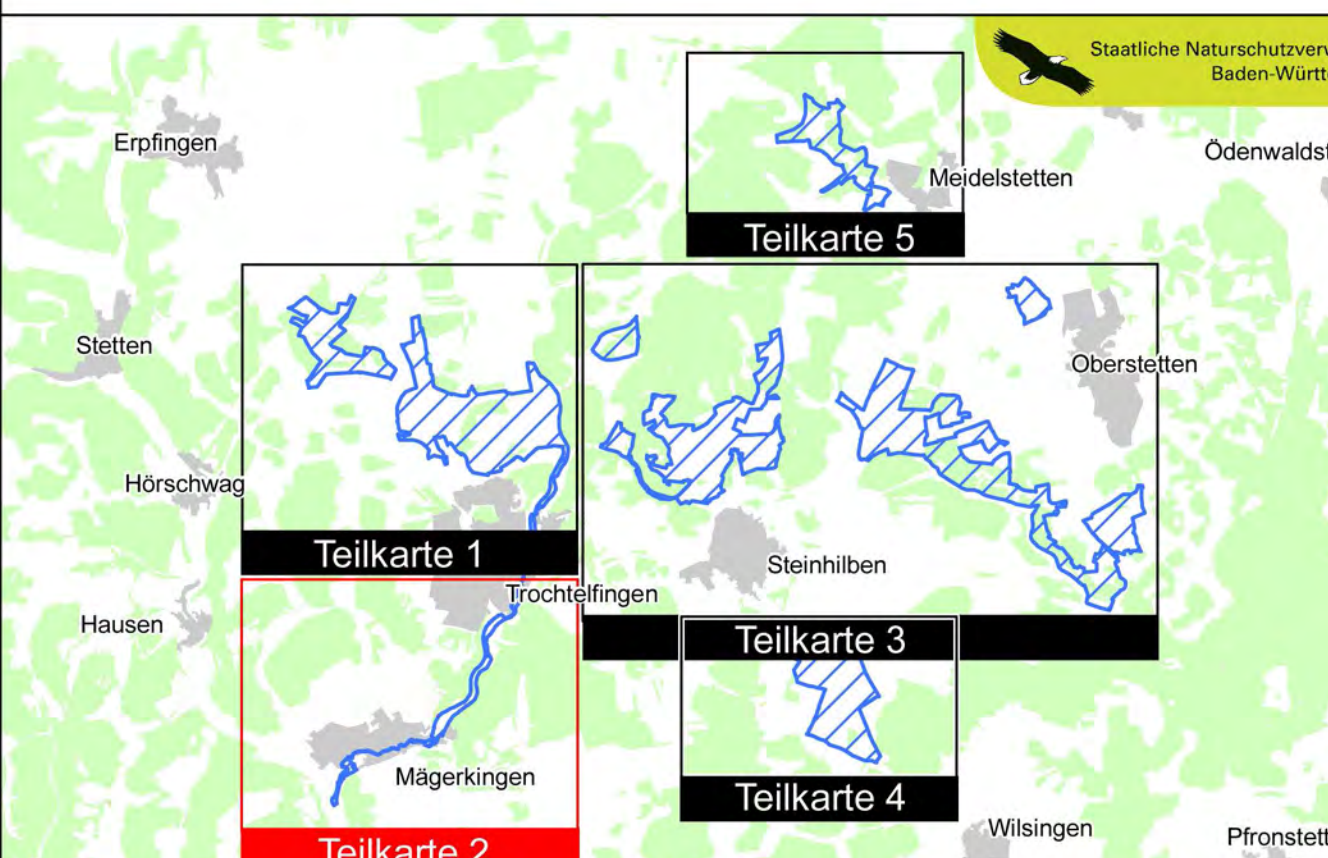 Staatliche Naturschutzverw
Baden-Württe
Erpfingen
Ödenwaldst
Meidelstetten
Teilkarte 5
Stetten
Oberstetten
Hörschwag
Teilkarte 1
Steinhilben
Trochtelfingen
Hausen
Teilkarte 3
Mägerkingen
Teilkarte 4
Wilsingen
Pfronstett
Teilkarte 2